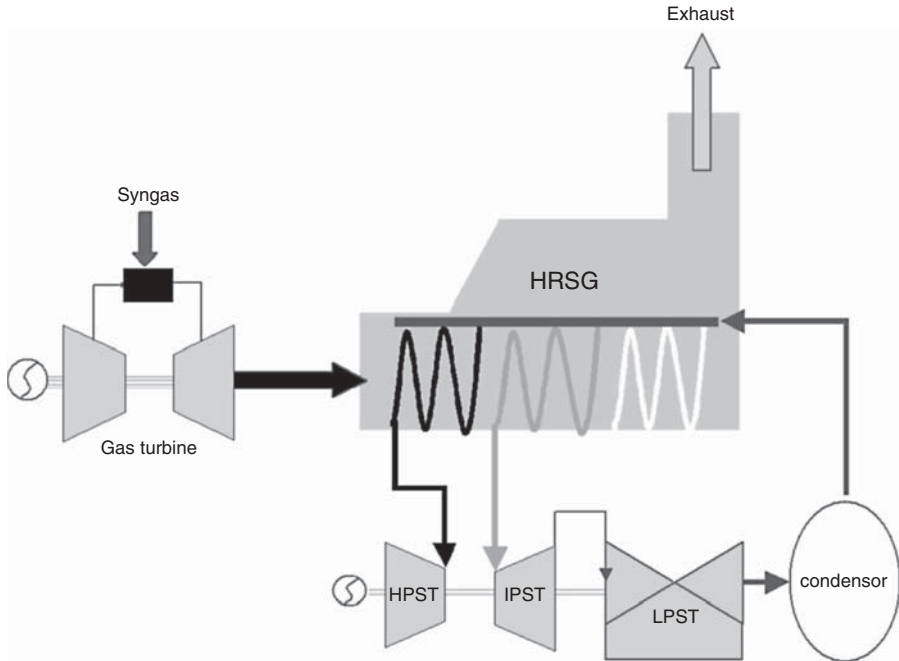 Exhaust
Syngas
HRSG
Gas turbine
HPST
IPST
LPST
condensor